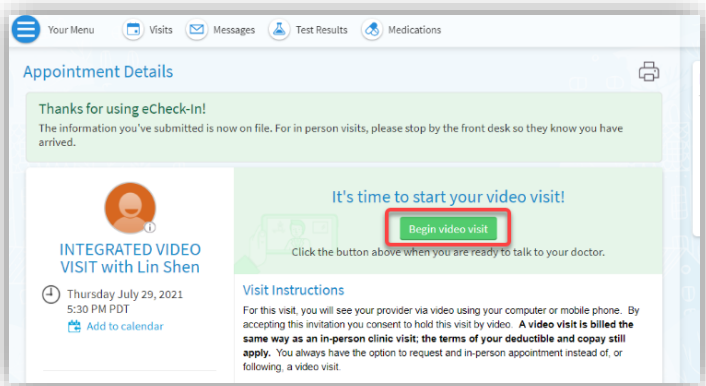 Your Menu Visits Messages Test Results Medications
Appointment Details
Thanks for using eCheck-In!
The information you've submitted is now on file. For in person visits, please stop by the front desk so they know you have
arrived.
It's time to start your video visit!
Begin video visit
Click the button above when you are ready to talk to your doctor.
INTEGRATED VIDEO
VISIT with Lin Shen
Thursday July 29, 2021
5:30 PM PDT
Add to calendar
Visit Instructions
For this visit, you will see your provider via video using your computer or mobile phone. By
accepting this invitation you consent to hold this visit by video. A video visit is billed the
same way as an in-person clinic visit; the terms of your deductible and copay still
apply. You always have the option to request and in-person appointment instead of, or
following, a video visit.